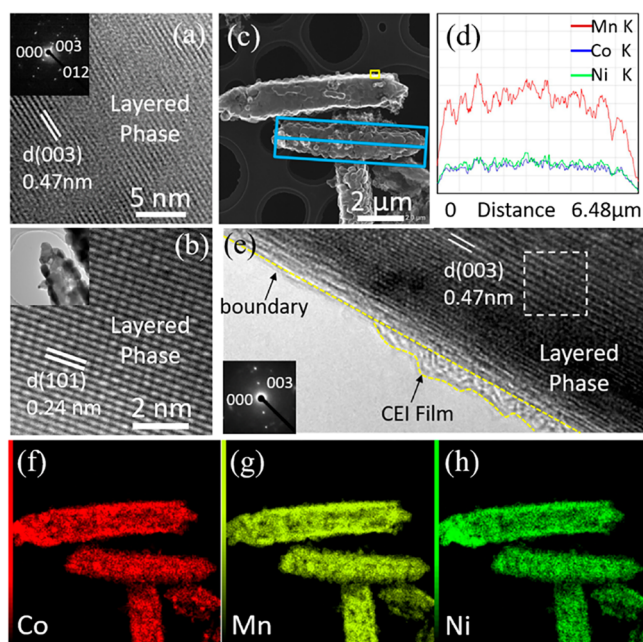 (a)
000
003
012
Layered
Phase
d(003)
0.47nm
5 nm
(c)
2 μm
(d)
Mn K
Co K
Ni K
0 Distance 6.48μm
(b)
Layered
Phase
d(101)
0.24 nm
2 nm
(e)
boundary
d(003)
0.47nm
Layered
Phase
000
003
CEI Film
(f)
Co
(g)
Mn
(h)
Ni